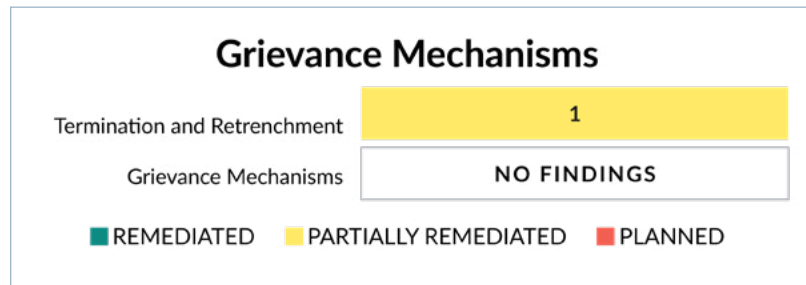 Grievance Mechanisms
Termination and Retrenchment 1
Grievance Mechanisms NO FINDINGS
REMEDIATED PARTIALLY REMEDIATED PLANNED